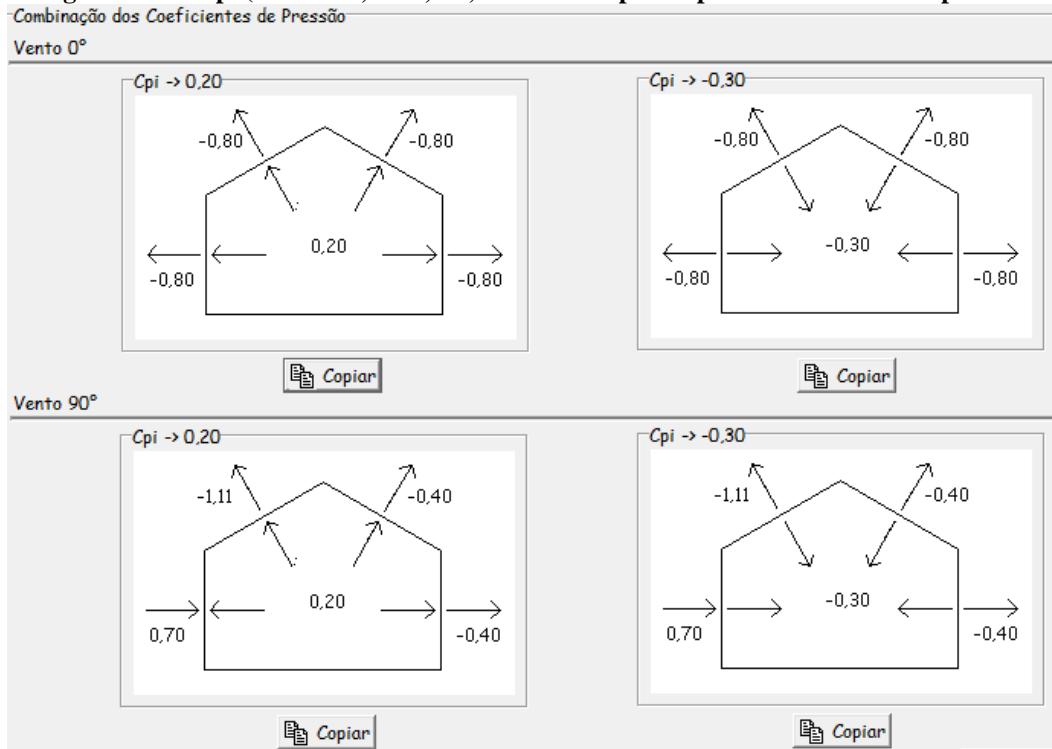 Combinação dos Coeficientes de Pressão
Vento 0°
Cpi -> 0,20
-0,80 -0,80
0,20
-0,80 -0,80
Copiar
Cpi -> -0,30
-0,80 -0,80
-0,30
-0,80 -0,80
Copiar
Vento 90°
Cpi -> 0,20
-1,11 -0,40
0,20
0,70 -0,40
Copiar
Cpi -> -0,30
-1,11 -0,40
-0,30
0,70 -0,40
Copiar